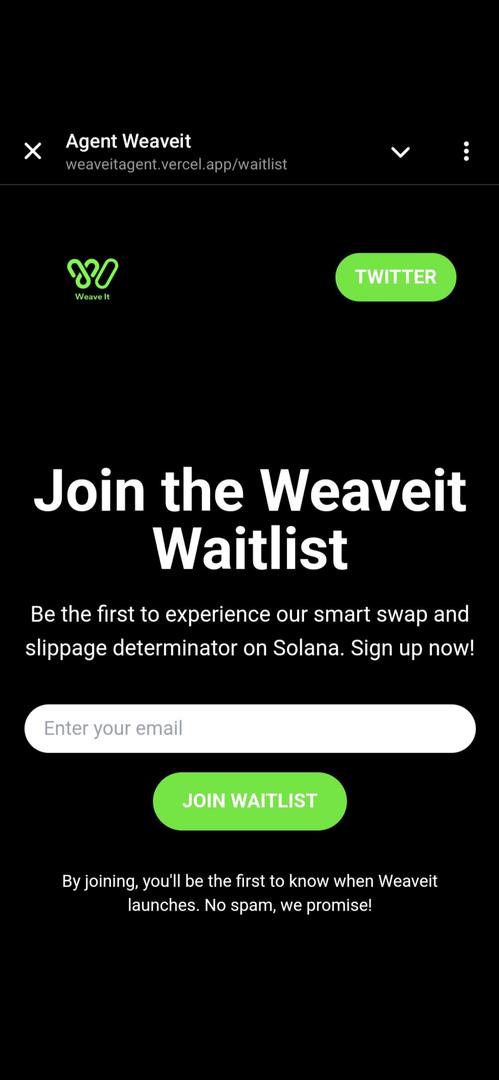 Agent Weaveit
weaveitagent.vercel.app/waitlist
Weave It
TWITTER
Join the Weaveit
Waitlist
Be the first to experience our smart swap and
slippage determinator on Solana. Sign up now!
Enter your email
JOIN WAITLIST
By joining, you'll be the first to know when Weaveit
launches. No spam, we promise!